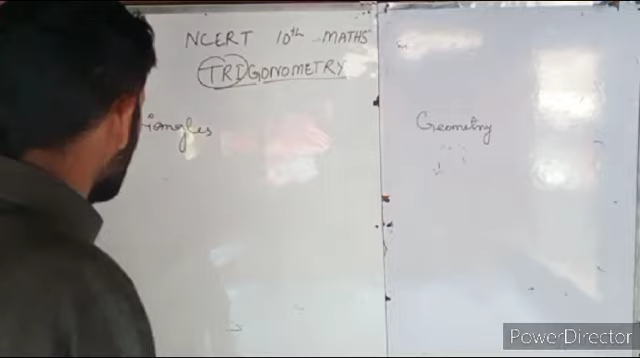 NCERT 10th MATHS
TRIGONOMETRY
iangles
Geometry
PowerDirector